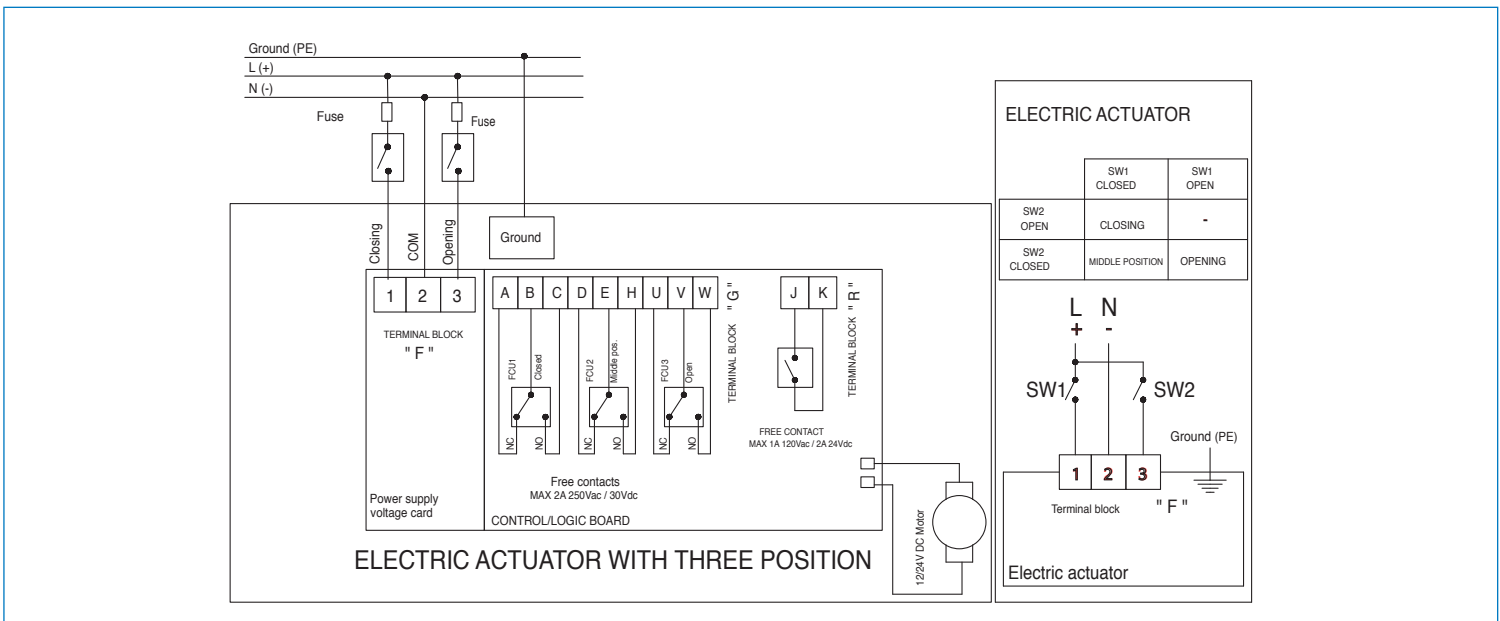 Ground (PE)
L (+)
N (-)
Fuse
Fuse
Closing
COM
Opening
Ground
1 2 3
TERMINAL BLOCK
" F "
Power supply
voltage card
A B C D E H U V W
TERMINAL BLOCK " G "
FCU1
Closed
FCU2
Middle pos.
FCU3
Open
NC
NO
NC
NO
NC
NO
Free contacts
MAX 2A 250Vac / 30Vdc
CONTROL/LOGIC BOARD
J K
TERMINAL BLOCK " R "
FREE CONTACT
MAX 1A 120Vac / 2A 24Vdc
12/24V DC Motor
ELECTRIC ACTUATOR WITH THREE POSITION
ELECTRIC ACTUATOR
SW1
CLOSED
SW1
OPEN
SW2
OPEN
CLOSING
-
SW2
CLOSED
MIDDLE POSITION
OPENING
L N
+ -
SW1
SW2
Ground (PE)
1 2 3
Terminal block
" F "
Electric actuator